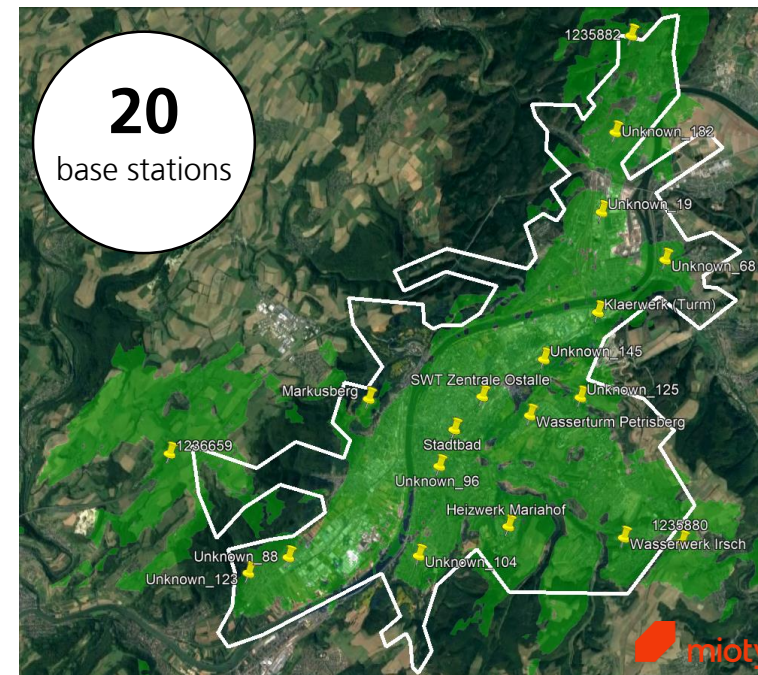 20
base stations
1235882
Unknown_182
Unknown_19
Unknown_68
Klaerwerk (Turm)
Unknown_145
SWT Zentrale Ostalle
Markusberg
Unknown_125
Wasserturm Petrisberg
Stadtbad
1236659
Unknown_96
Heizwerk Mariahof
1235880
Wasserwerk Irsch
Unknown_88
Unknown_104
Unknown_123
mioty